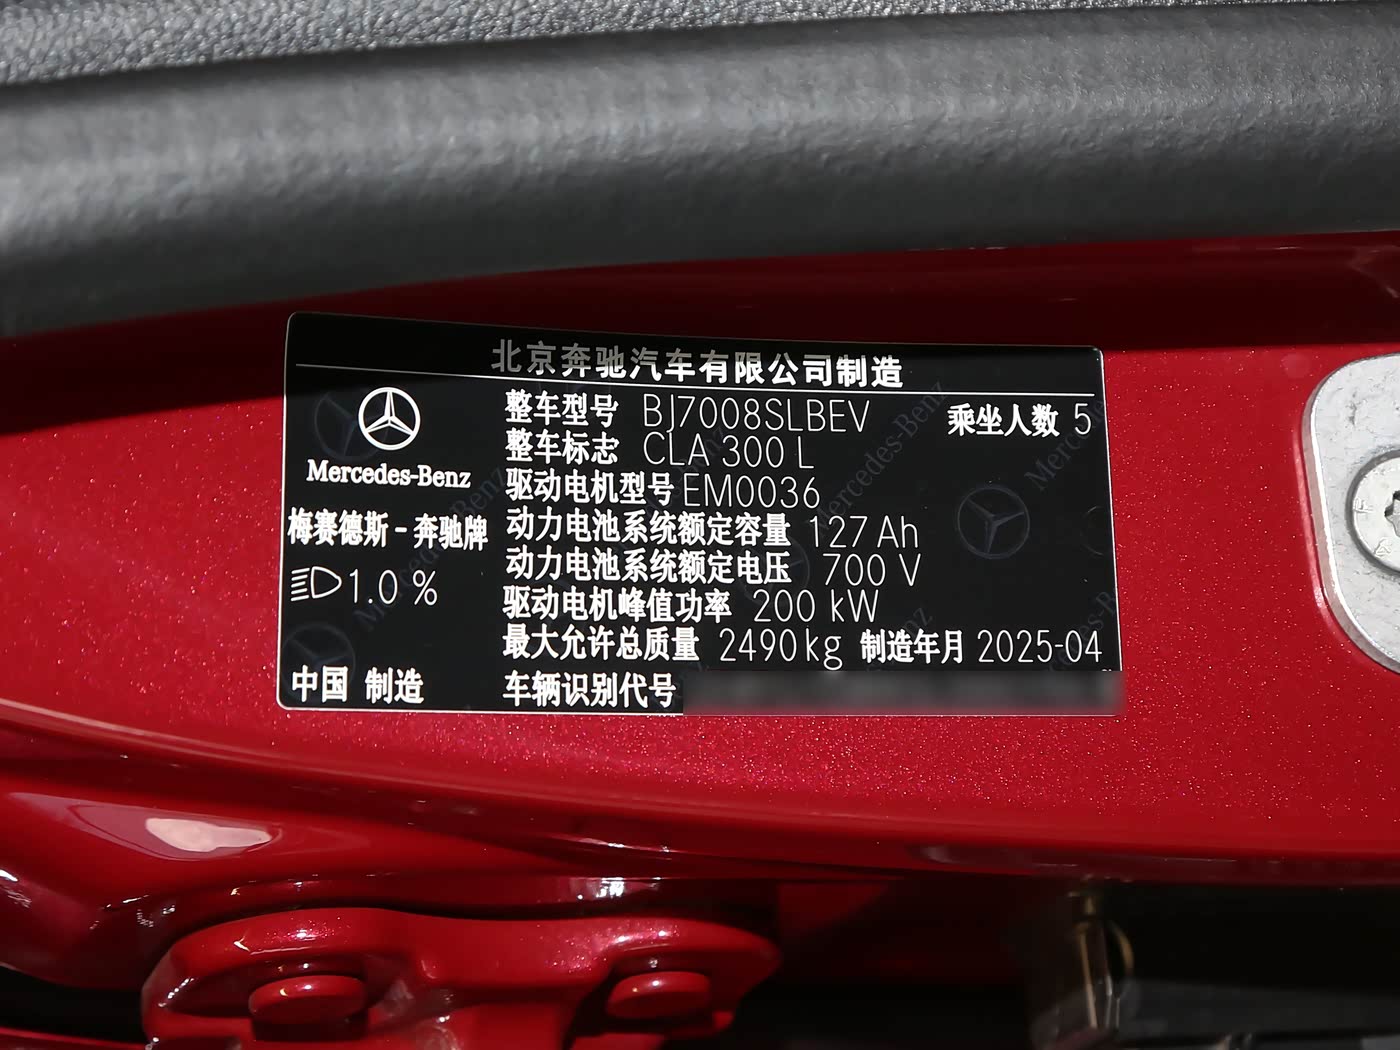 北京奔驰汽车有限公司制造
Mercedes-Benz
梅赛德斯-奔驰牌
1.0 %
中国 制造
整车型号 BJ7008SLBEV 乘坐人数 5
整车标志 CLA 300 L
驱动电机型号 EM0036
动力电池系统额定容量 127 Ah
动力电池系统额定电压 700 V
驱动电机峰值功率 200 kW
最大允许总质量 2490kg 制造年月 2025-04
车辆识别代号